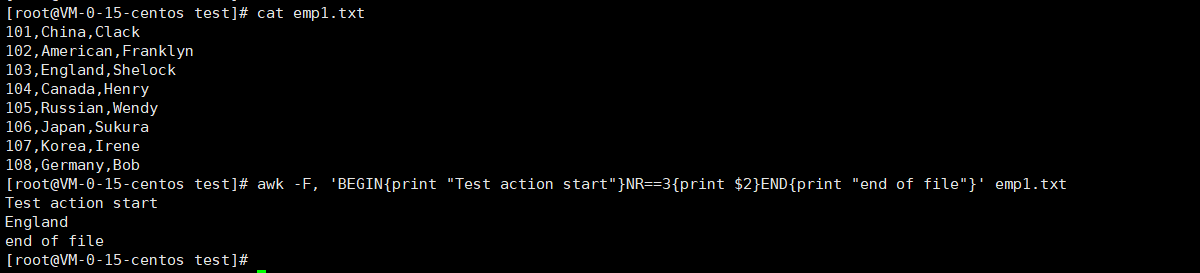 [root@VM-0-15-centos test]# cat emp1.txt
101,China,Clack
102,American,Franklyn
103,England,Shelock
104,Canada,Henry
105,Russian,Wendy
106,Japan,Sukura
107,Korea,Irene
108,Germany,Bob
[root@VM-0-15-centos test]# awk -F, 'BEGIN{print "Test action start"}NR==3{print $2}END{print "end of file"}' emp1.txt
Test action start
England
end of file
[root@VM-0-15-centos test]#